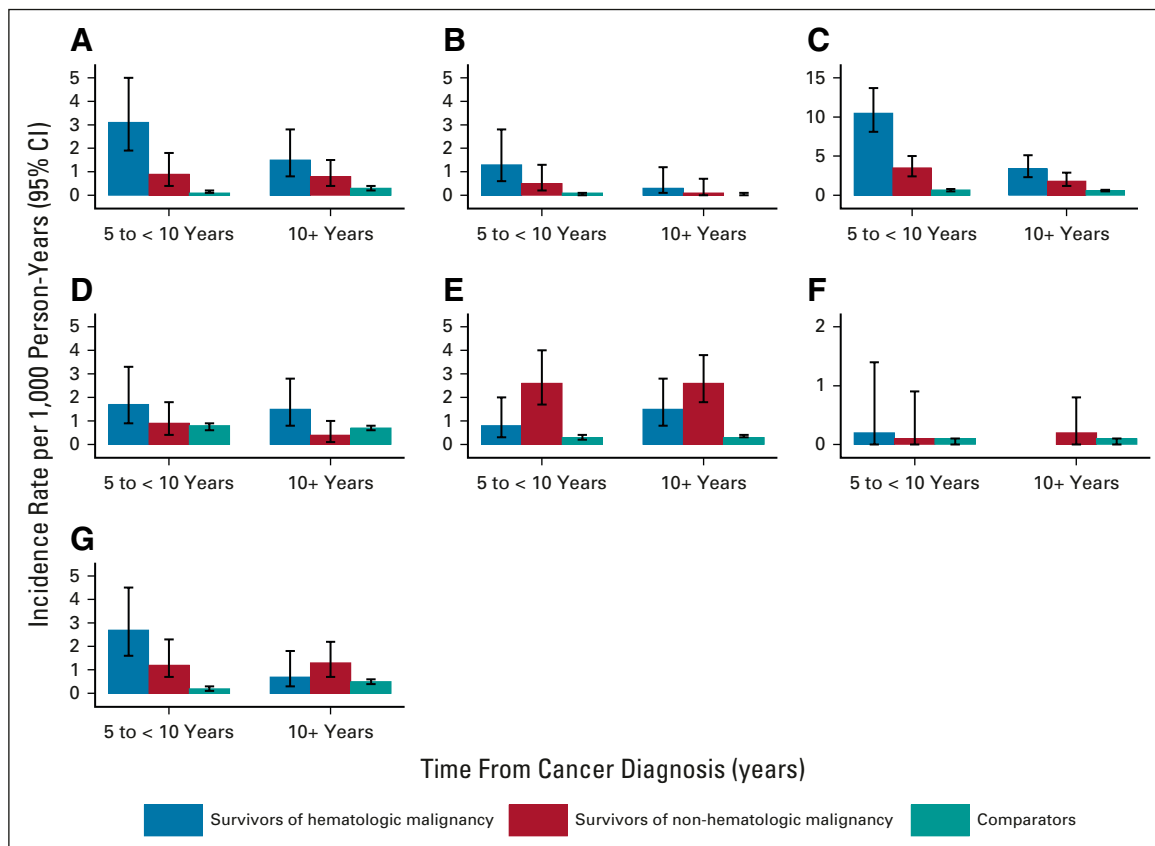 Incidence Rate per 1,000 Person-Years (95% CI)
A
5
4
3
2
1
0
5 to < 10 Years
10+ Years
B
5
4
3
2
1
0
5 to < 10 Years
10+ Years
C
15
10
5
0
5 to < 10 Years
10+ Years
D
5
4
3
2
1
0
5 to < 10 Years
10+ Years
E
5
4
3
2
1
0
5 to < 10 Years
10+ Years
F
2
1
0
5 to < 10 Years
10+ Years
G
5
4
3
2
1
0
5 to < 10 Years
10+ Years
Time From Cancer Diagnosis (years)
Survivors of hematologic malignancy
Survivors of non-hematologic malignancy
Comparators